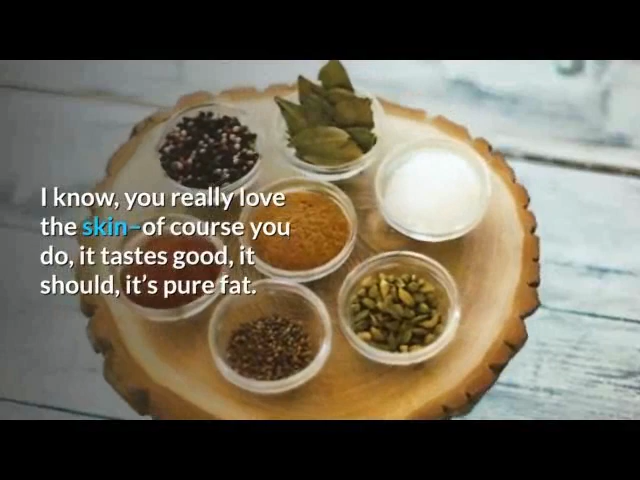 I know, you really love
the skin–of course you
do, it tastes good, it
should, it’s pure fat.